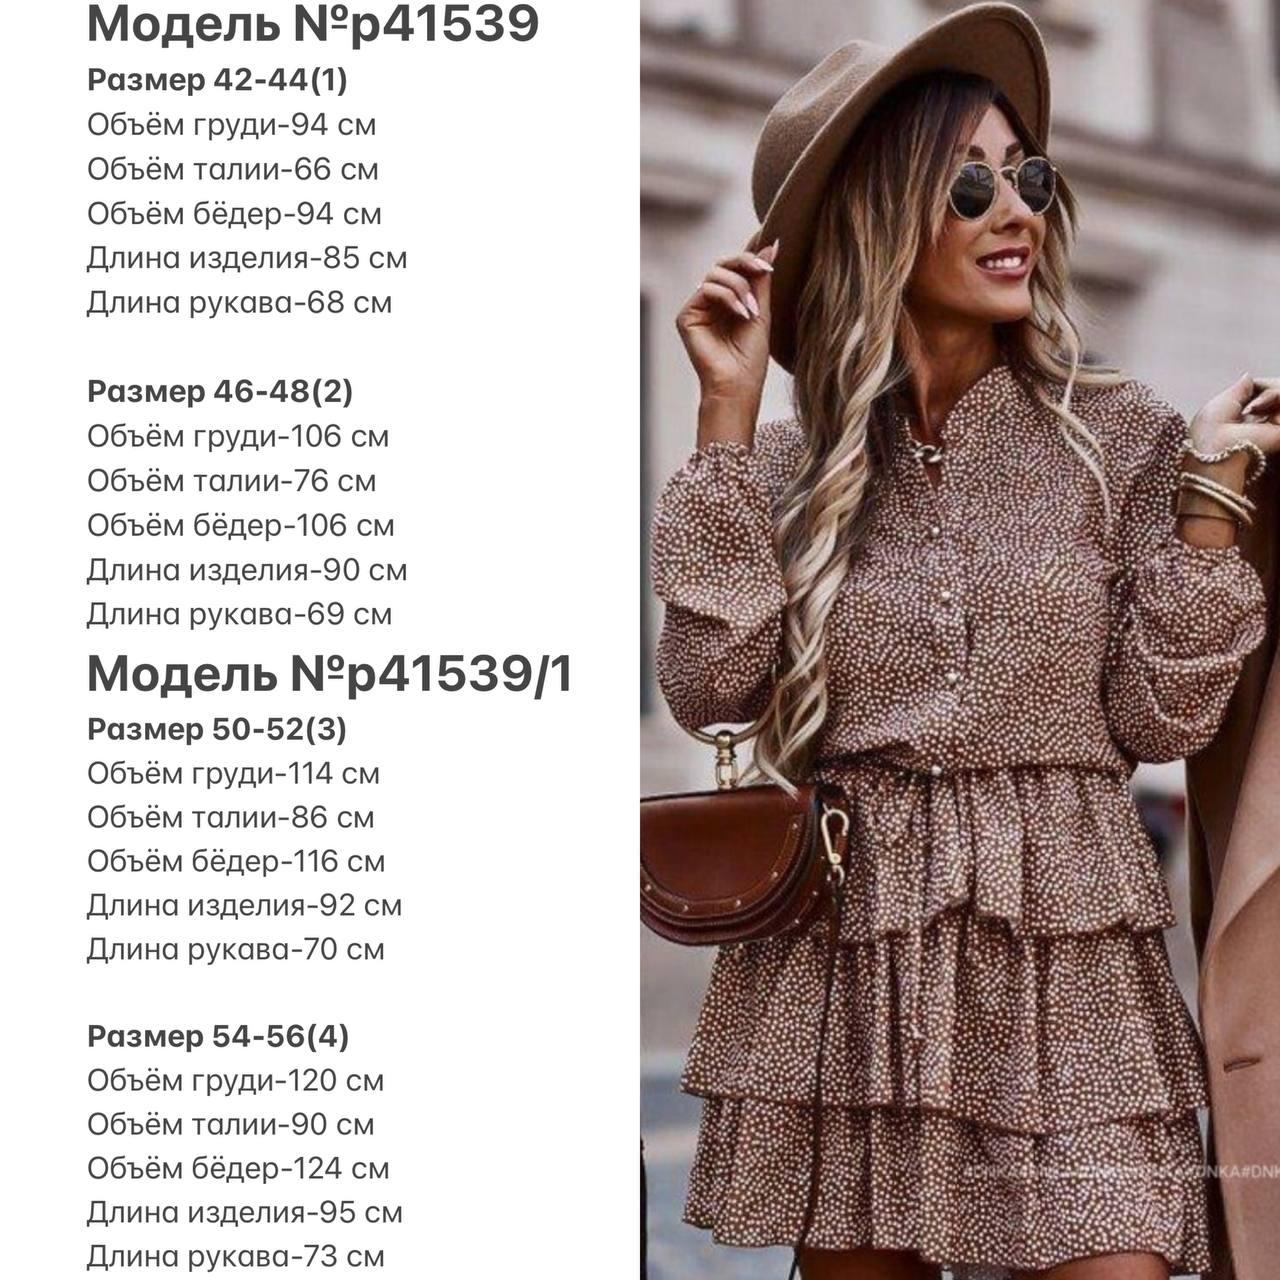 Модель №р41539
Размер 42-44(1)
Объём груди-94 см
Объём талии-66 см
Объём бёдер-94 см
Длина изделия-85 см
Длина рукава-68 см
Размер 46-48(2)
Объём груди-106 см
Объём талии-76 см
Объём бёдер-106 см
Длина изделия-90 см
Длина рукава-69 см
Модель №р41539/1
Размер 50-52(3)
Объём груди-114 см
Объём талии-86 см
Объём бёдер-116 см
Длина изделия-92 см
Длина рукава-70 см
Размер 54-56(4)
Объём груди-120 см
Объём талии-90 см
Объём бёдер-124 см
Длина изделия-95 см
Длина рукава-73 см